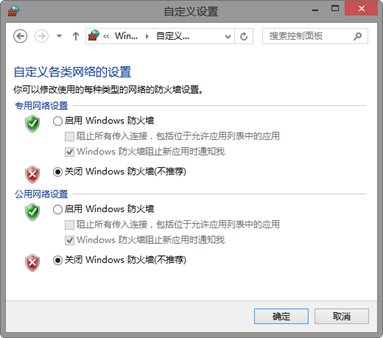 自定义设置
« Win... › 自定义...
搜索控制面板
自定义各类网络的设置
你可以修改使用的每种类型的网络的防火墙设置。
专用网络设置
启用 Windows 防火墙
阻止所有传入连接，包括位于允许应用列表中的应用
Windows 防火墙阻止新应用时通知我
关闭 Windows 防火墙(不推荐)
公用网络设置
启用 Windows 防火墙
阻止所有传入连接，包括位于允许应用列表中的应用
Windows 防火墙阻止新应用时通知我
关闭 Windows 防火墙(不推荐)
确定 取消